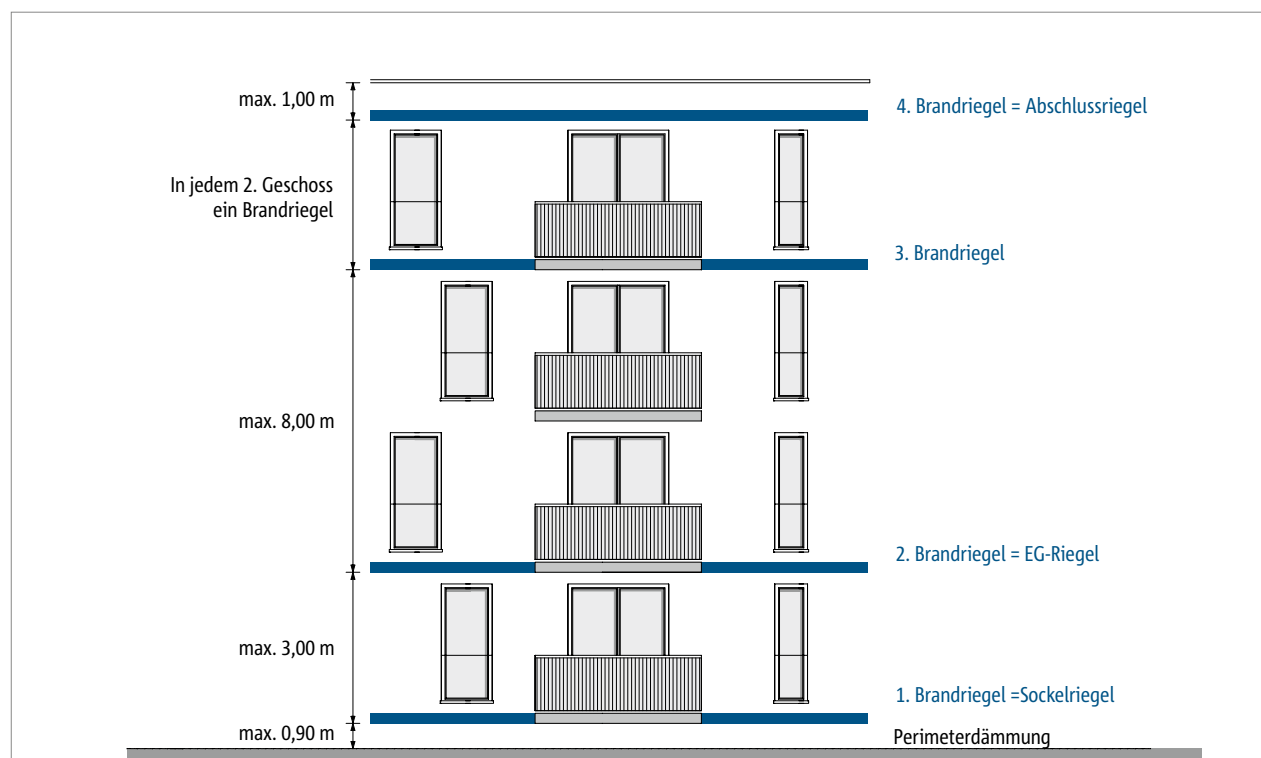 max. 1,00 m
4. Brandriegel = Abschlussriegel
In jedem 2. Geschoss
ein Brandriegel
3. Brandriegel
max. 8,00 m
2. Brandriegel = EG-Riegel
max. 3,00 m
1. Brandriegel =Sockelriegel
max. 0,90 m
Perimeterdämmung